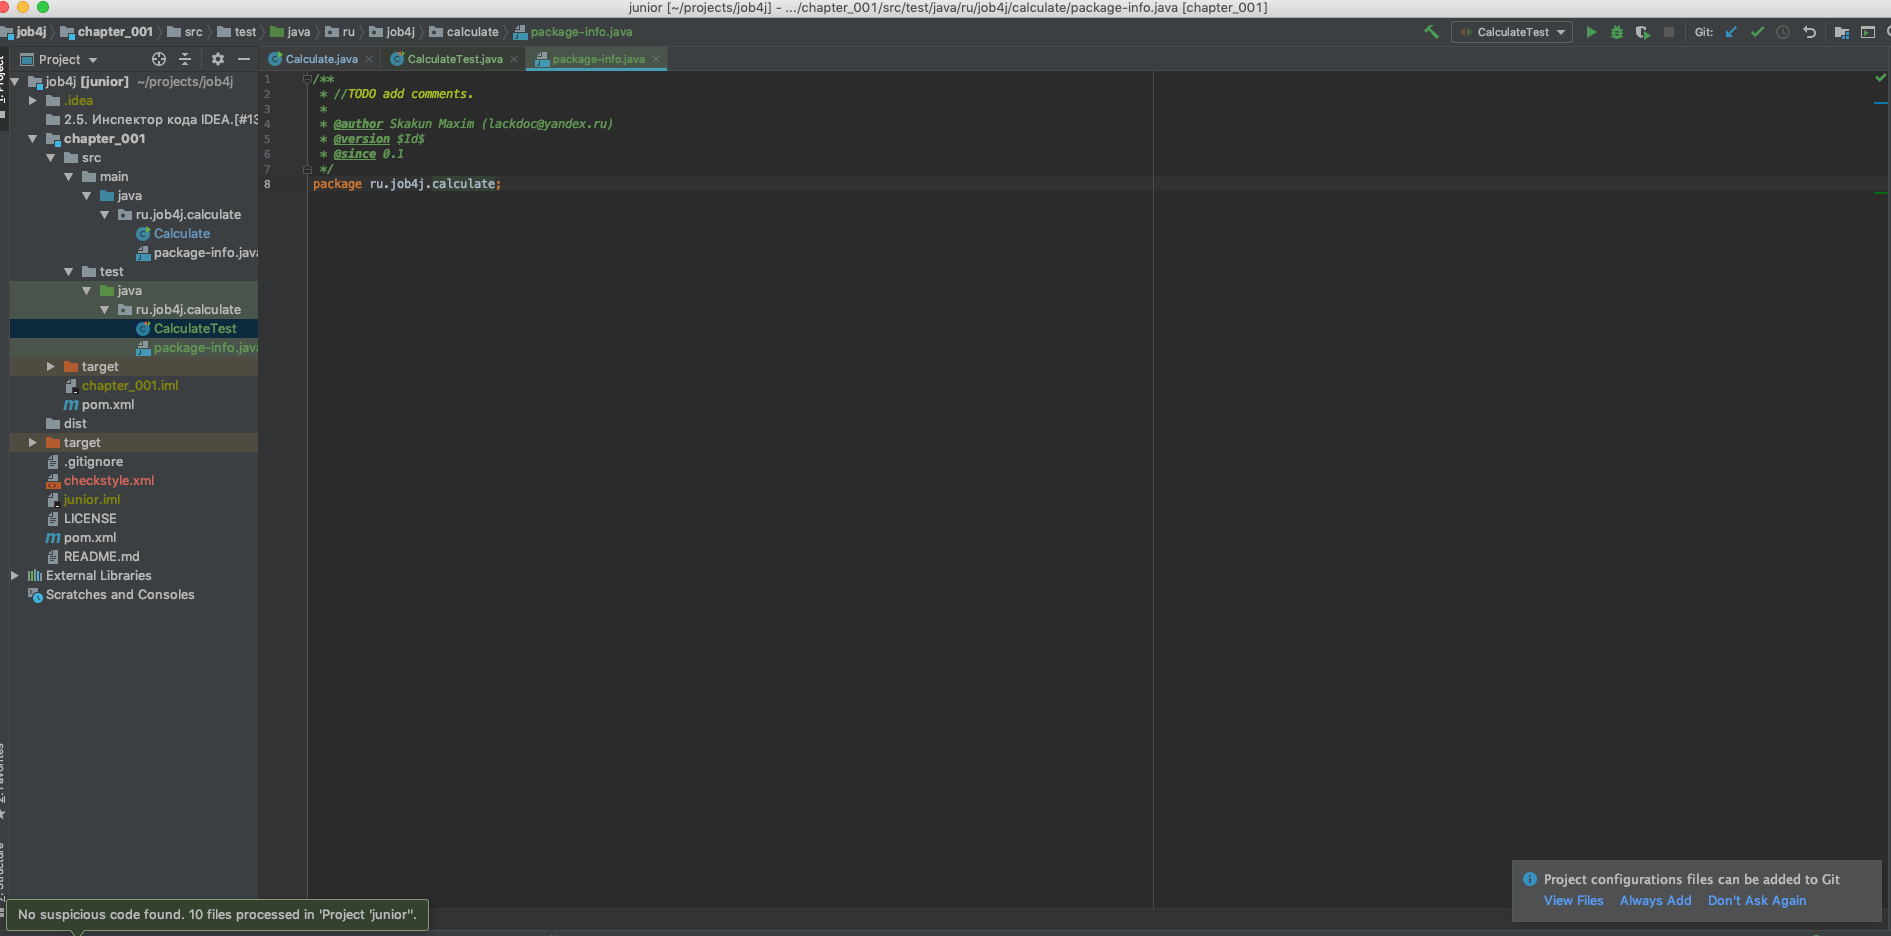 junior [~/projects/job4j] - .../chapter_001/src/test/java/ru/job4j/calculate/package-info.java [chapter_001]
job4j chapter_001 src test java ru job4j calculate package-info.java CalculateTest Git:
Project Calculate.java CalculateTest.java package-info.java
1: Project
job4j [junior] ~/projects/job4j
.idea
2.5. Инспектор кода IDEA.[#13
chapter_001
src
main
java
ru.job4j.calculate
Calculate
package-info.java
test
java
ru.job4j.calculate
CalculateTest
package-info.java
target
chapter_001.iml
pom.xml
dist
target
.gitignore
checkstyle.xml
junior.iml
LICENSE
pom.xml
README.md
External Libraries
Scratches and Consoles
1 /**
2 * //TODO add comments.
3 *
4 * @author Skakun Maxim (lackdoc@yandex.ru)
5 * @version $Id$
6 * @since 0.1
7 */
8 package ru.job4j.calculate;
2: Favorites
Structure
No suspicious code found. 10 files processed in 'Project 'junior''.
Project configurations files can be added to Git
View Files Always Add Don't Ask Again